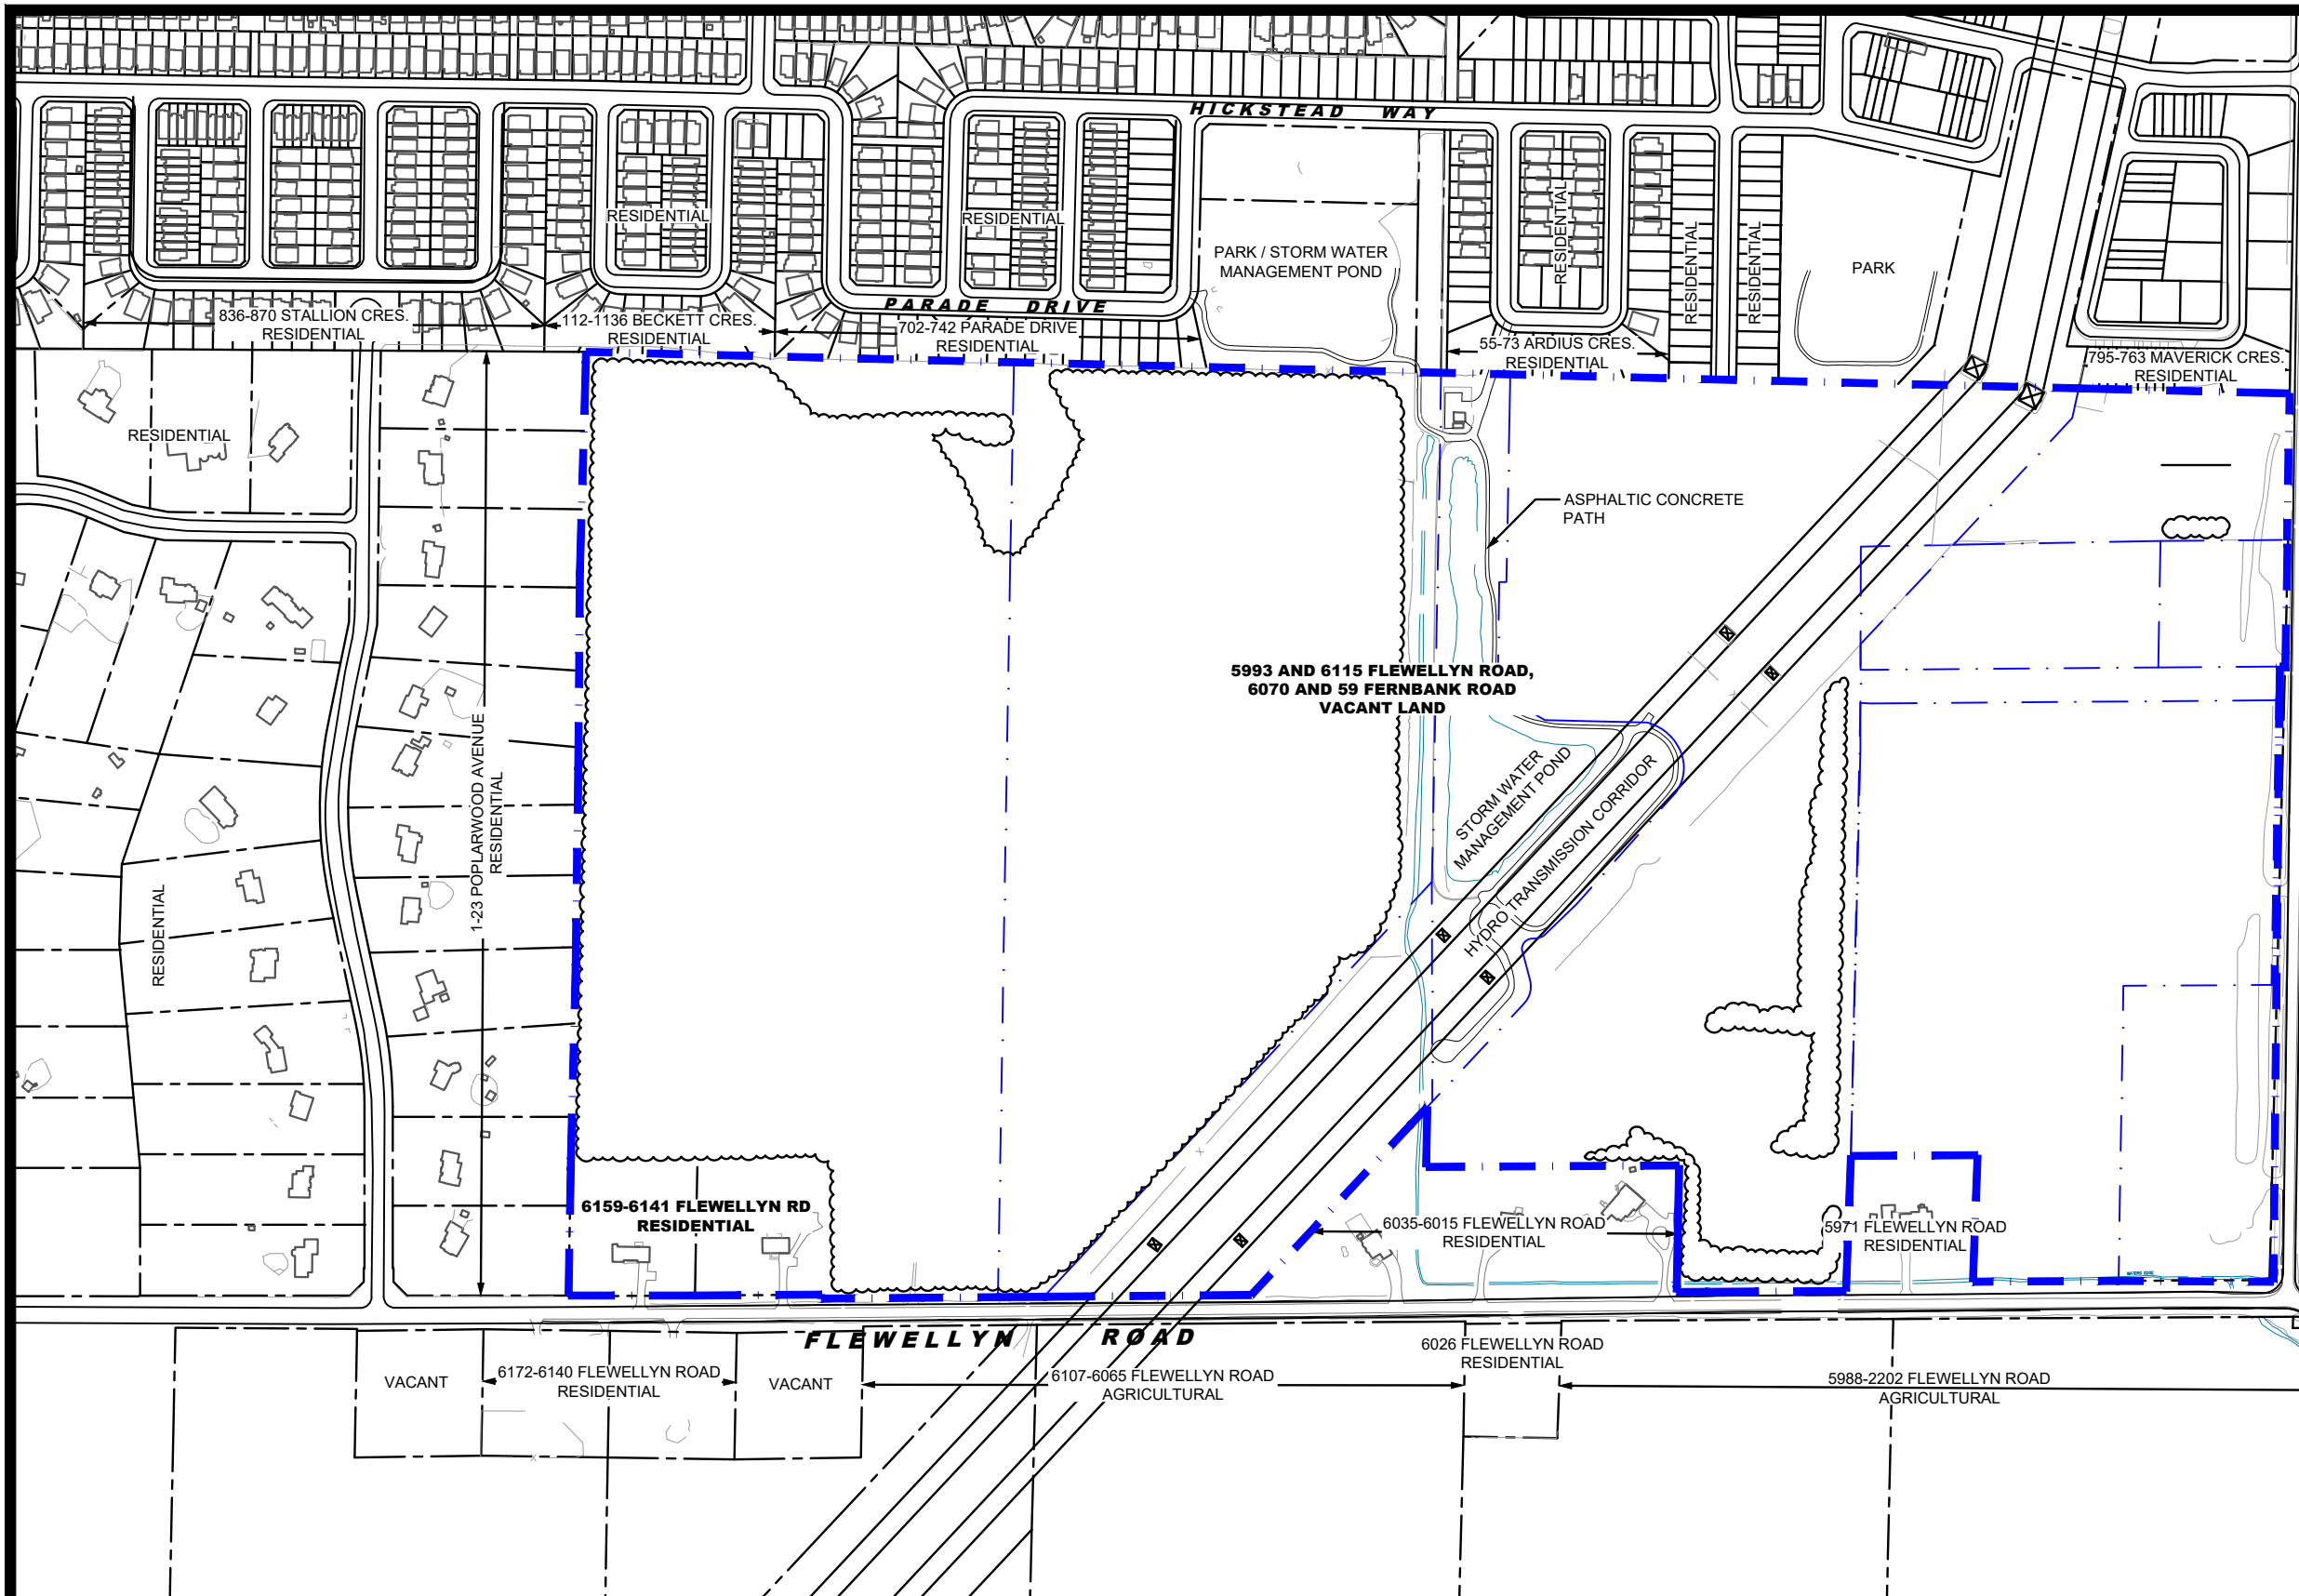 HICKSTEAD WAY
RESIDENTIAL
RESIDENTIAL
RESIDENTIAL
RESIDENTIAL
RESIDENTIAL
PARK / STORM WATER
MANAGEMENT POND
PARK
PARADE DRIVE
836-870 STALLION CRES.
RESIDENTIAL
112-1136 BECKETT CRES.
RESIDENTIAL
702-742 PARADE DRIVE
RESIDENTIAL
55-73 ARDIUS CRES.
RESIDENTIAL
795-763 MAVERICK CRES.
RESIDENTIAL
RESIDENTIAL
ASPHALTIC CONCRETE
PATH
5993 AND 6115 FLEWELLYN ROAD,
6070 AND 59 FERNBANK ROAD
VACANT LAND
1-23 POPLARWOOD AVENUE
RESIDENTIAL
STORM WATER
MANAGEMENT POND
HYDRO TRANSMISSION CORRIDOR
RESIDENTIAL
6159-6141 FLEWELLYN RD
RESIDENTIAL
6035-6015 FLEWELLYN ROAD
RESIDENTIAL
5971 FLEWELLYN ROAD
RESIDENTIAL
FLEWELLYN ROAD
VACANT
6172-6140 FLEWELLYN ROAD
RESIDENTIAL
VACANT
6107-6065 FLEWELLYN ROAD
AGRICULTURAL
6026 FLEWELLYN ROAD
RESIDENTIAL
5988-2202 FLEWELLYN ROAD
AGRICULTURAL